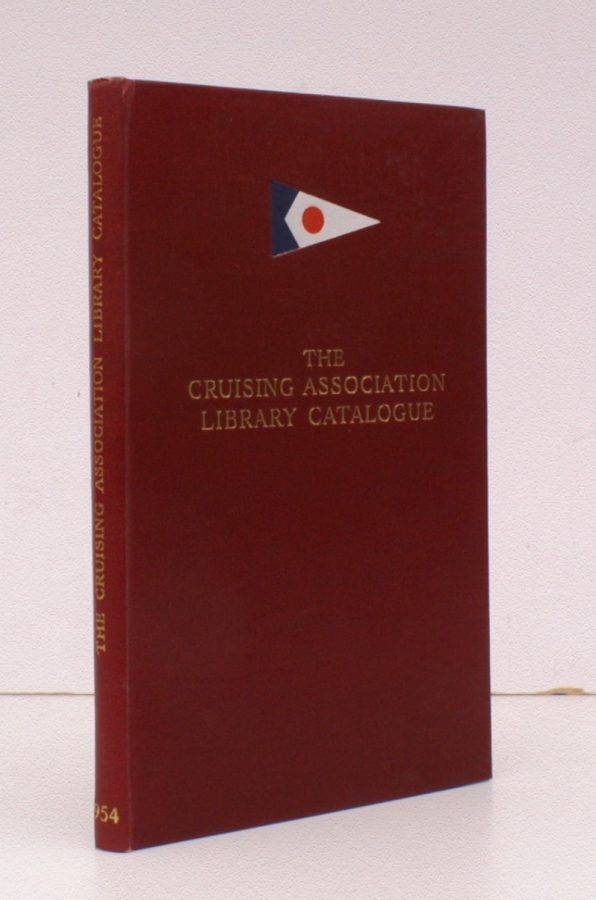 THE
CRUISING ASSOCIATION
LIBRARY CATALOGUE
THE CRUISING ASSOCIATION LIBRARY CATALOGUE
954